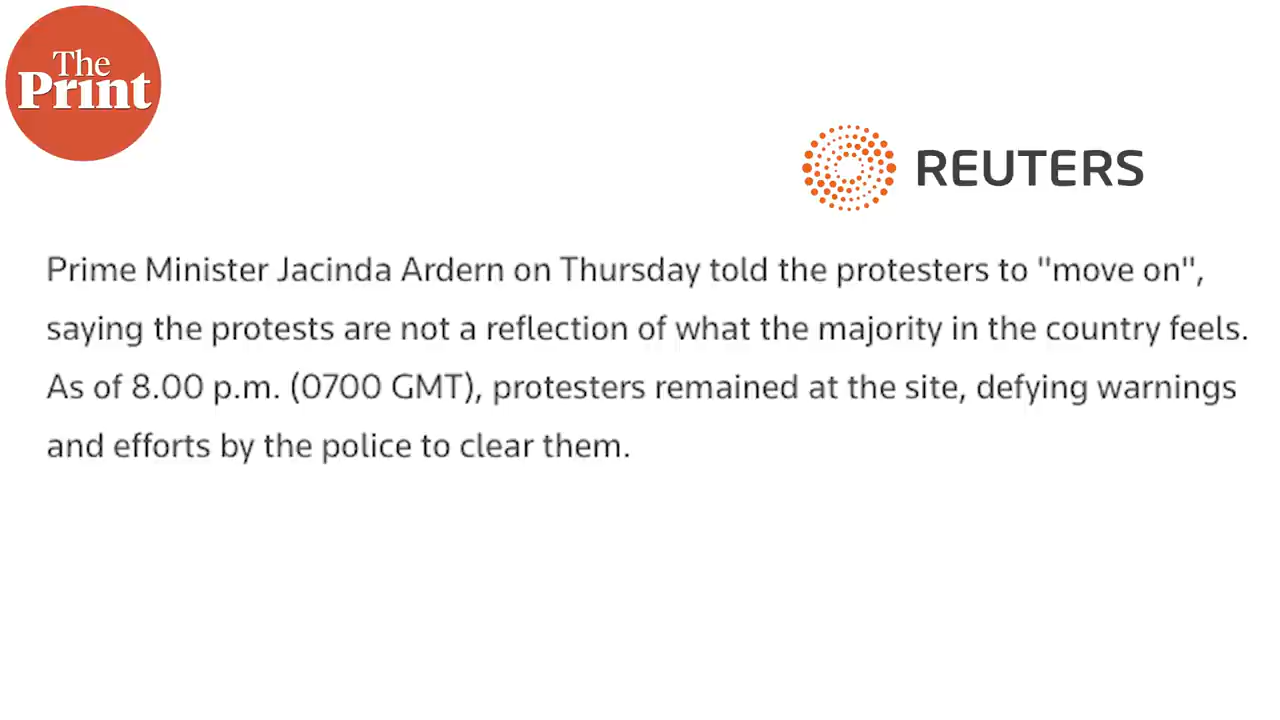 The
Print
REUTERS
Prime Minister Jacinda Ardern on Thursday told the protesters to "move on",
saying the protests are not a reflection of what the majority in the country feels.
As of 8.00 p.m. (0700 GMT), protesters remained at the site, defying warnings
and efforts by the police to clear them.